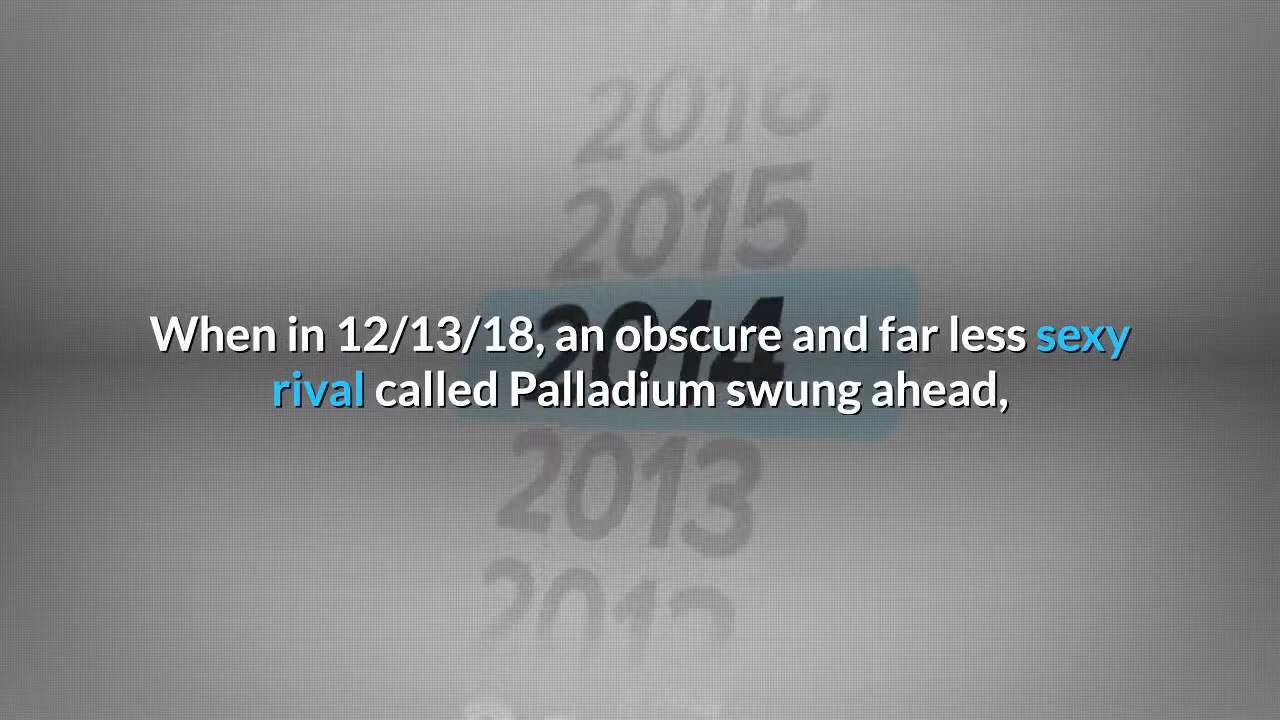 2016
2015
2014
When in 12/13/18, an obscure and far less sexy
rival called Palladium swung ahead,
2013
2012